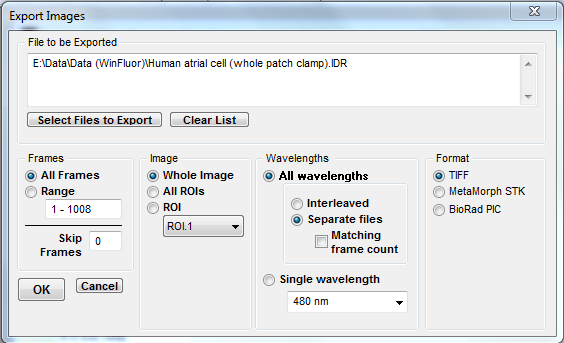 Export Images
File to be Exported
E:\Data\Data (WinFluor)\Human atrial cell (whole patch clamp).IDR
Select Files to Export
Clear List
Frames
All Frames
Range
1 - 1008
Skip
Frames
0
OK
Cancel
Image
Whole Image
All ROIs
ROI
ROI.1
Wavelengths
All wavelengths
Interleaved
Separate files
Matching
frame count
Single wavelength
480 nm
Format
TIFF
MetaMorph STK
BioRad PIC